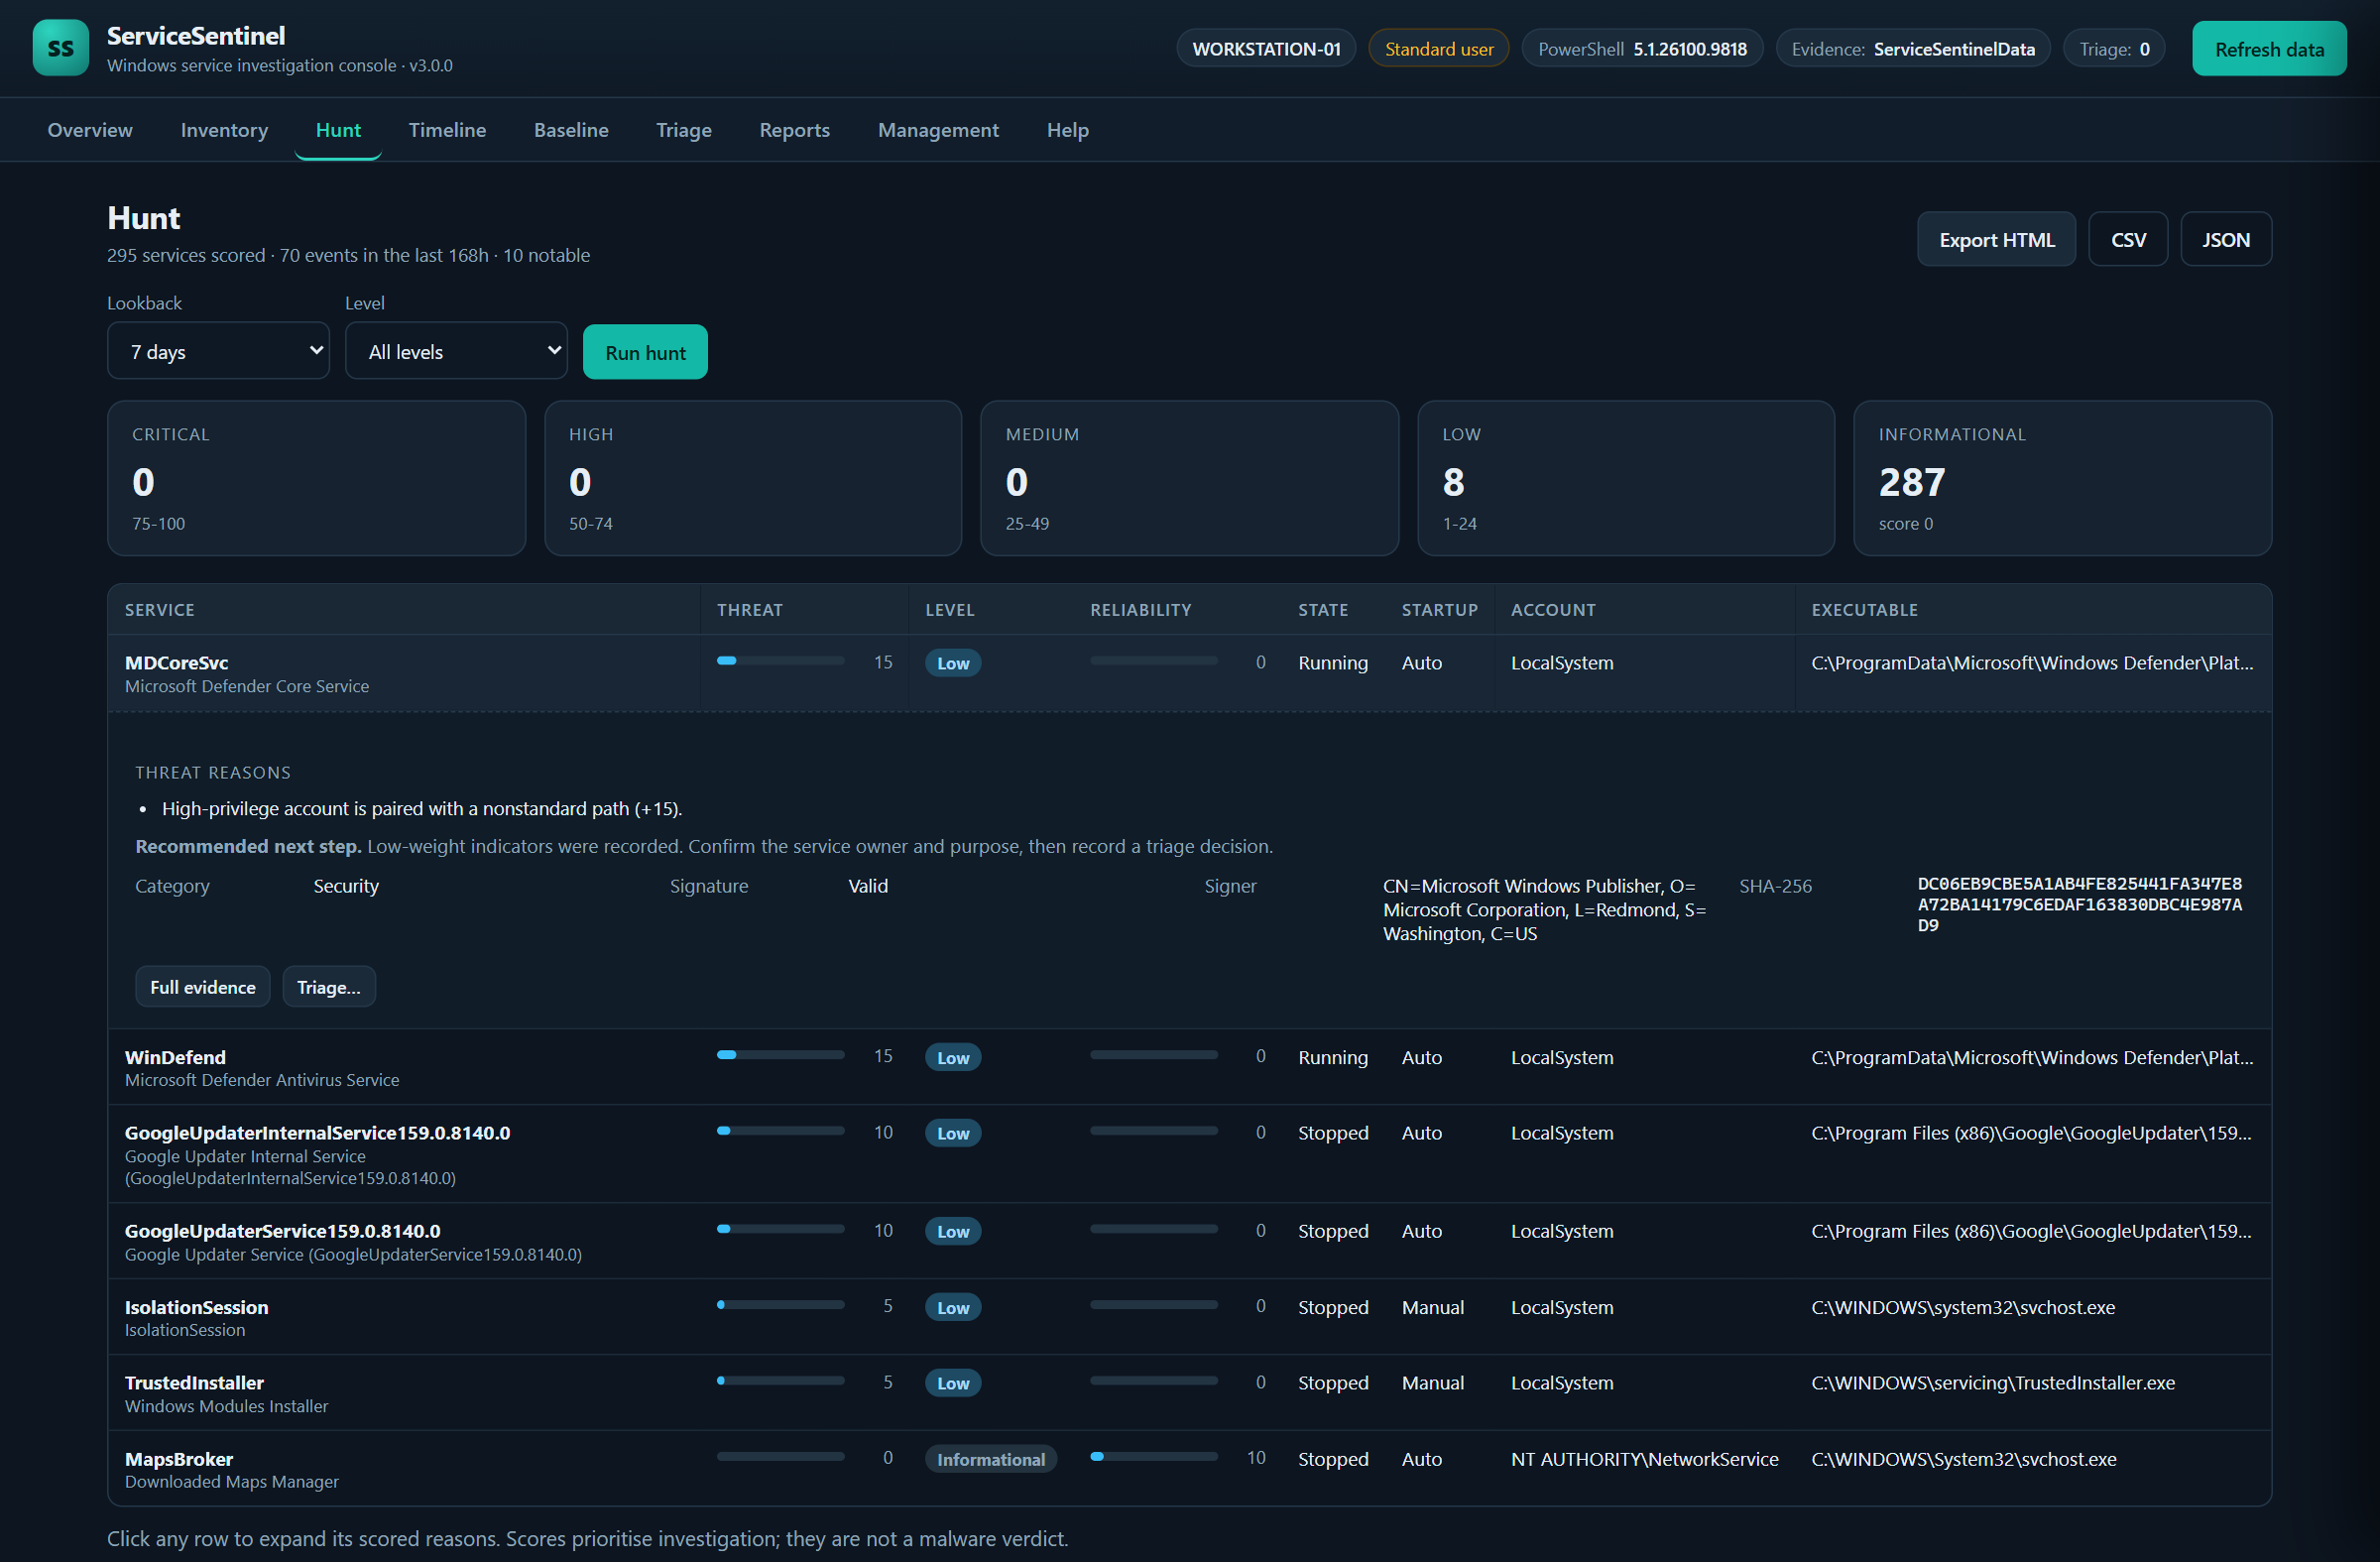 SS
ServiceSentinel
Windows service investigation console · v3.0.0
WORKSTATION-01
Standard user
PowerShell 5.1.26100.9818
Evidence: ServiceSentinelData
Triage: 0
Refresh data
Overview
Inventory
Hunt
Timeline
Baseline
Triage
Reports
Management
Help
Hunt
295 services scored · 70 events in the last 168h · 10 notable
Export HTML
CSV
JSON
Lookback
Level
7 days
All levels
Run hunt
CRITICAL
0
75-100
HIGH
0
50-74
MEDIUM
0
25-49
LOW
8
1-24
INFORMATIONAL
287
score 0
SERVICE THREAT LEVEL RELIABILITY STATE STARTUP ACCOUNT EXECUTABLE
MDCoreSvc 15 Low 0 Running Auto LocalSystem C:\ProgramData\Microsoft\Windows Defender\Plat...
Microsoft Defender Core Service
THREAT REASONS
• High-privilege account is paired with a nonstandard path (+15).
Recommended next step. Low-weight indicators were recorded. Confirm the service owner and purpose, then record a triage decision.
Category Security
Signature Valid
Signer
CN=Microsoft Windows Publisher, O=
Microsoft Corporation, L=Redmond, S=
Washington, C=US
SHA-256
DC06EB9CBE5A1AB4FE825441FA347E8
A72BA14179C6EDAF163830DBC4E987A
D9
Full evidence
Triage...
WinDefend 15 Low 0 Running Auto LocalSystem C:\ProgramData\Microsoft\Windows Defender\Plat...
Microsoft Defender Antivirus Service
GoogleUpdaterInternalService159.0.8140.0 10 Low 0 Stopped Auto LocalSystem C:\Program Files (x86)\Google\GoogleUpdater\159...
Google Updater Internal Service
(GoogleUpdaterInternalService159.0.8140.0)
GoogleUpdaterService159.0.8140.0 10 Low 0 Stopped Auto LocalSystem C:\Program Files (x86)\Google\GoogleUpdater\159...
Google Updater Service (GoogleUpdaterService159.0.8140.0)
IsolationSession 5 Low 0 Stopped Manual LocalSystem C:\WINDOWS\system32\svchost.exe
IsolationSession
TrustedInstaller 5 Low 0 Stopped Manual LocalSystem C:\WINDOWS\servicing\TrustedInstaller.exe
Windows Modules Installer
MapsBroker 0 Informational 10 Stopped Auto NT AUTHORITY\NetworkService C:\WINDOWS\System32\svchost.exe
Downloaded Maps Manager
Click any row to expand its scored reasons. Scores prioritise investigation; they are not a malware verdict.